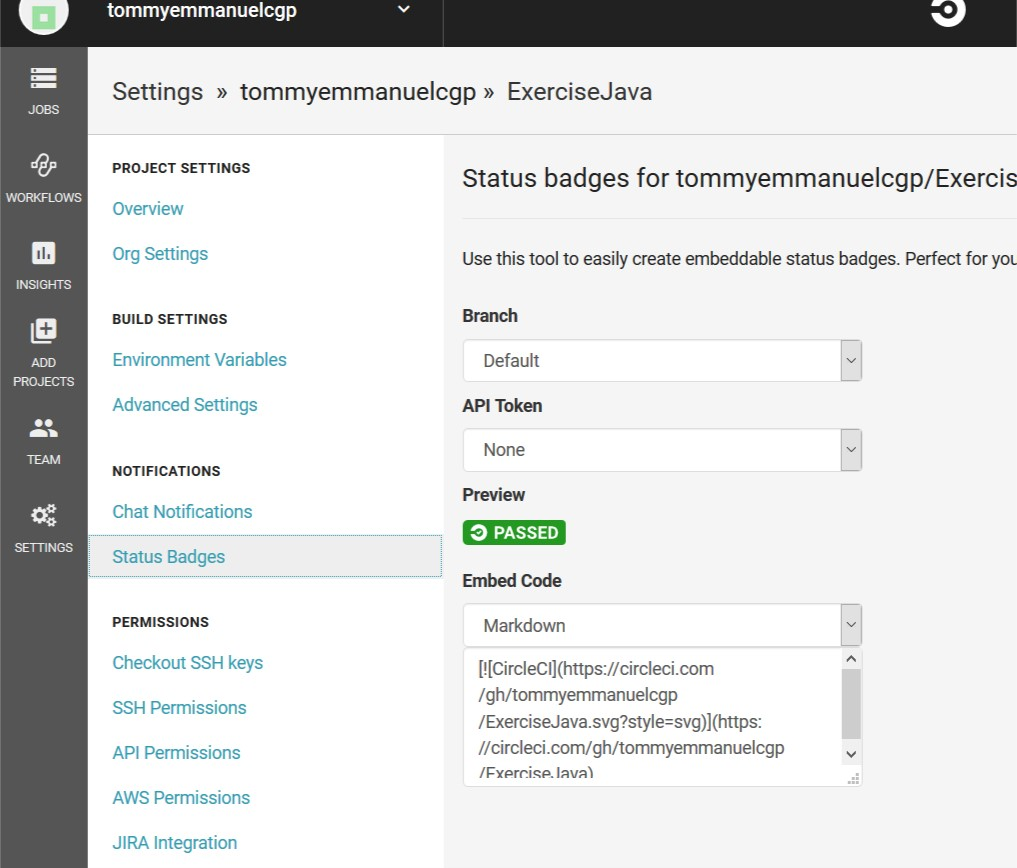 tommyemmanuelcgp
JOBS
WORKFLOWS
INSIGHTS
ADD
PROJECTS
TEAM
SETTINGS
Settings » tommyemmanuelcgp » ExerciseJava
PROJECT SETTINGS
Overview
Org Settings
BUILD SETTINGS
Environment Variables
Advanced Settings
NOTIFICATIONS
Chat Notifications
Status Badges
PERMISSIONS
Checkout SSH keys
SSH Permissions
API Permissions
AWS Permissions
JIRA Integration
Status badges for tommyemmanuelcgp/Exercis
Use this tool to easily create embeddable status badges. Perfect for you
Branch
Default
API Token
None
Preview
PASSED
Embed Code
Markdown
[![CircleCI](https://circleci.com
/gh/tommyemmanuelcgp
/ExerciseJava.svg?style=svg)](https:
//circleci.com/gh/tommyemmanuelcgp
/ExerciseJava)